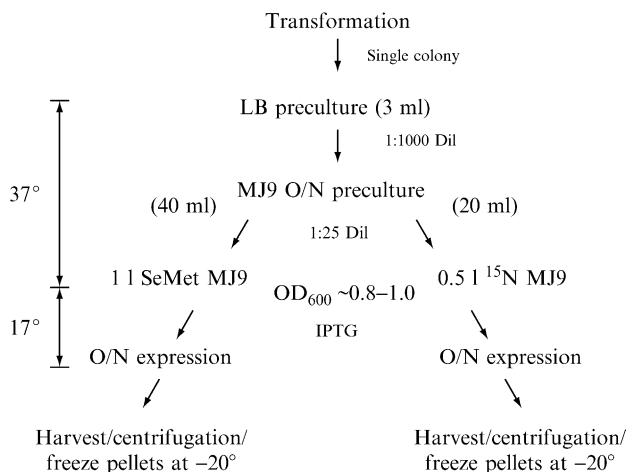 Transformation
Single colony
LB preculture (3 ml)
1:1000 Dil
37°
MJ9 O/N preculture
(40 ml)
(20 ml)
1:25 Dil
1 l SeMet MJ9
0.5 l ¹⁵N MJ9
OD₆₀₀ ~0.8–1.0
17°
IPTG
O/N expression
O/N expression
Harvest/centrifugation/
freeze pellets at −20°
Harvest/centrifugation/
freeze pellets at −20°